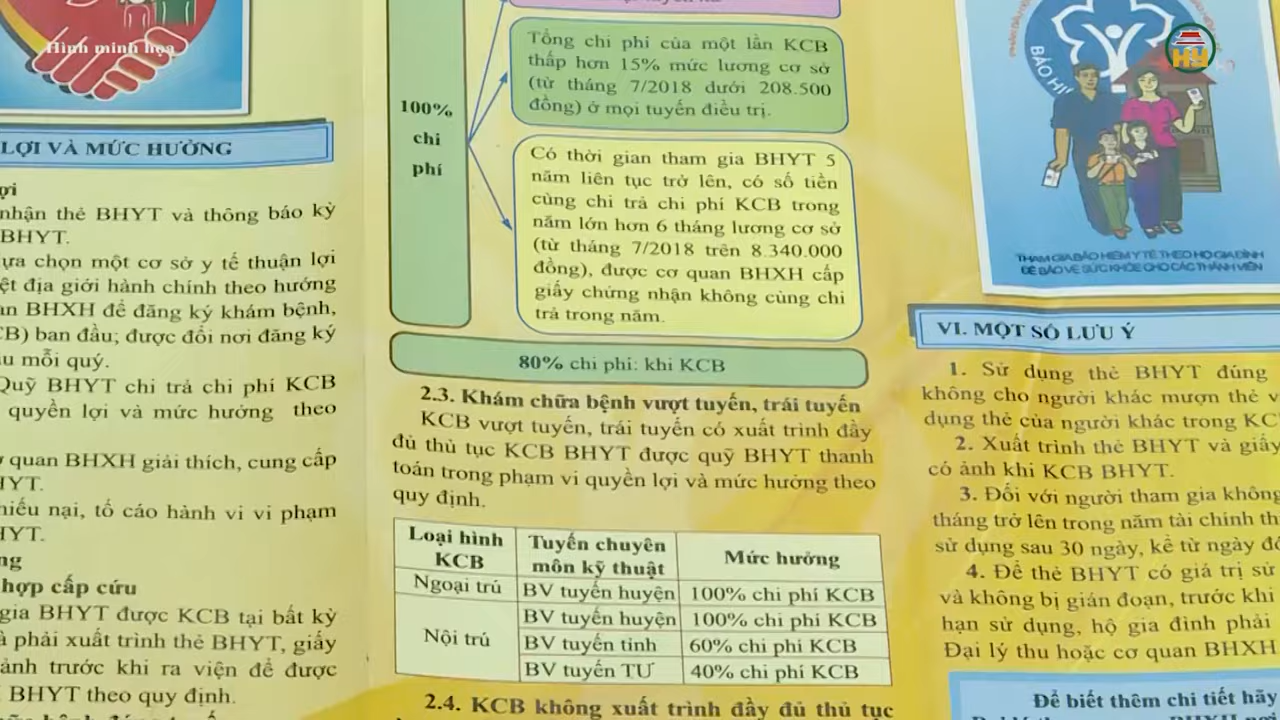 Hình minh họa
LỢI VÀ MỨC HƯỞNG
nhận thẻ BHYT và thông báo kỳ
BHYT.
lựa chọn một cơ sở y tế thuận lợi
địa giới hành chính theo hướng
BHXH để đăng ký khám bệnh,
ban đầu; được đổi nơi đăng ký
mỗi quý.
Quỹ BHYT chi trả chi phí KCB
quyền lợi và mức hưởng theo
quan BHXH giải thích, cung cấp
tố cáo hành vi vi phạm
hợp cấp cứu
gia BHYT được KCB tại bất kỳ
phải xuất trình thẻ BHYT, giấy
ảnh trước khi ra viện để được
BHYT theo quy định.
100%
chi
phí
Tổng chi phí của một lần KCB
thấp hơn 15% mức lương cơ sở
(từ tháng 7/2018 dưới 208.500
đồng) ở mọi tuyến điều trị.
Có thời gian tham gia BHYT 5
năm liên tục trở lên, có số tiền
cùng chi trả chi phí KCB trong
năm lớn hơn 6 tháng lương cơ sở
(từ tháng 7/2018 trên 8.340.000
đồng), được cơ quan BHXH cấp
giấy chứng nhận không cùng chi
trả trong năm.
80% chi phí: khi KCB
2.3. Khám chữa bệnh vượt tuyến, trái tuyến
KCB vượt tuyến, trái tuyến có xuất trình đầy
đủ thủ tục KCB BHYT được quỹ BHYT thanh
toán trong phạm vi quyền lợi và mức hưởng theo
quy định.
Loại hình KCB Tuyến chuyên môn kỹ thuật Mức hưởng
Ngoại trú BV tuyến huyện 100% chi phí KCB
Nội trú BV tuyến huyện 100% chi phí KCB
BV tuyến tỉnh 60% chi phí KCB
BV tuyến TƯ 40% chi phí KCB
2.4. KCB không xuất trình đầy đủ thủ tục
HY
BẢO HI
THAM GIA BẢO HIỂM Y TẾ THEO HỘ GIA ĐÌNH
ĐỂ BẢO VỆ SỨC KHỎE CHO CÁC THÀNH VIÊN
VI. MỘT SỐ LƯU Ý
1. Sử dụng thẻ BHYT đúng
không cho người khác mượn thẻ
dụng thẻ của người khác trong KC
2. Xuất trình thẻ BHYT và giấy
có ảnh khi KCB BHYT.
3. Đối với người tham gia không
tháng trở lên trong năm tài chính th
sử dụng sau 30 ngày, kể từ ngày
4. Để thẻ BHYT có giá trị sử
và không bị gián đoạn, trước khi
hạn sử dụng, hộ gia đình phải
Đại lý thu hoặc cơ quan BHXH
Để biết thêm chi tiết hãy